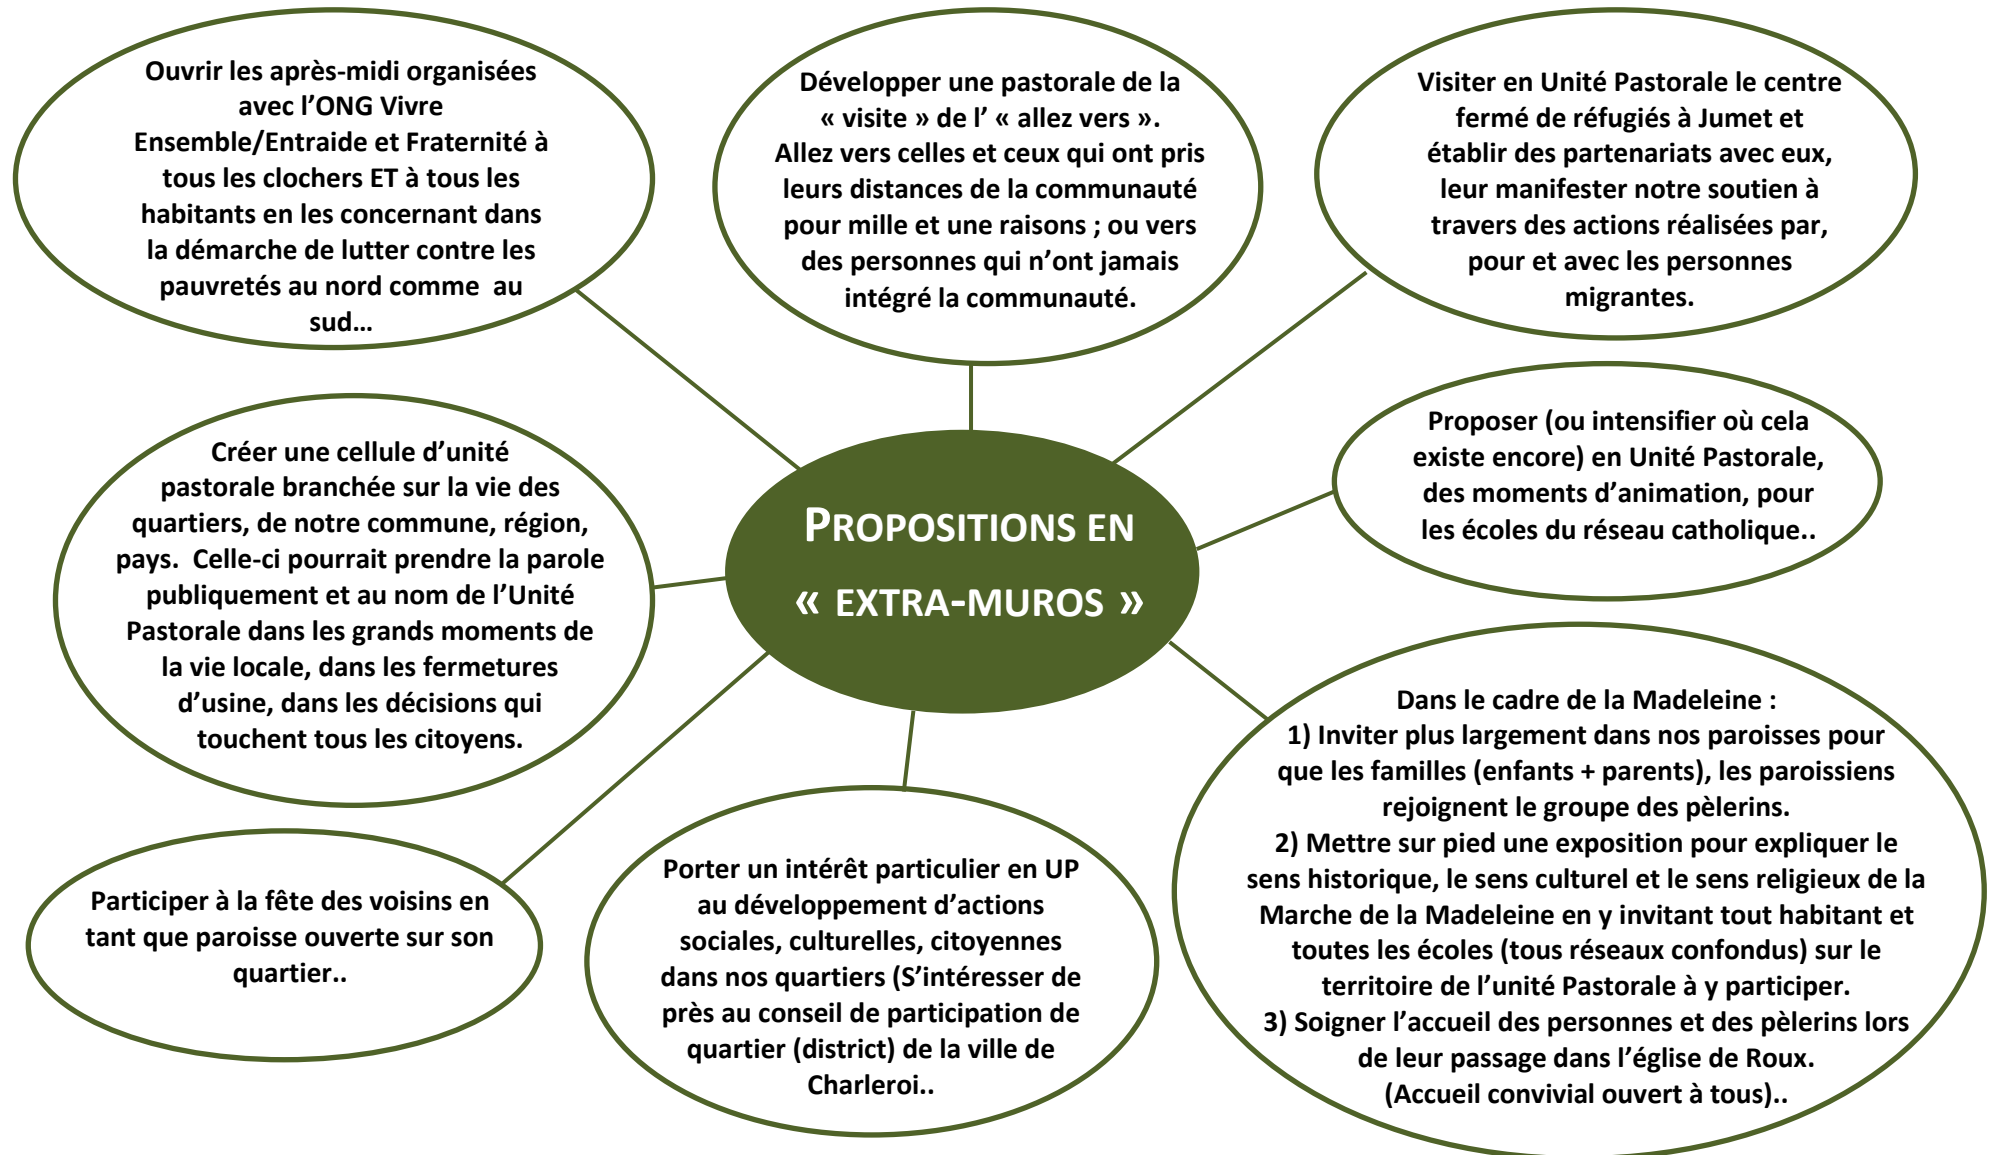 Ouvrir les après-midi organisées
avec l’ONG Vivre
Ensemble/Entraide et Fraternité à
tous les clochers ET à tous les
habitants en les concernant dans
la démarche de lutter contre les
pauvretés au nord comme  au
sud…
Développer une pastorale de la
« visite » de l’ « allez vers ».
Allez vers celles et ceux qui ont pris
leurs distances de la communauté
pour mille et une raisons ; ou vers
des personnes qui n’ont jamais
intégré la communauté.
Visiter en Unité Pastorale le centre
fermé de réfugiés à Jumet et
établir des partenariats avec eux,
leur manifester notre soutien à
travers des actions réalisées par,
pour et avec les personnes
migrantes.
Créer une cellule d’unité
pastorale branchée sur la vie des
quartiers, de notre commune, région,
pays.  Celle-ci pourrait prendre la parole
publiquement et au nom de l’Unité
Pastorale dans les grands moments de
la vie locale, dans les fermetures
d’usine, dans les décisions qui
touchent tous les citoyens.
PROPOSITIONS EN
« EXTRA-MUROS »
Proposer (ou intensifier où cela
existe encore) en Unité Pastorale,
des moments d’animation, pour
les écoles du réseau catholique..
Participer à la fête des voisins en
tant que paroisse ouverte sur son
quartier..
Porter un intérêt particulier en UP
au développement d’actions
sociales, culturelles, citoyennes
dans nos quartiers (S’intéresser de
près au conseil de participation de
quartier (district) de la ville de
Charleroi..
Dans le cadre de la Madeleine :
1) Inviter plus largement dans nos paroisses pour
que les familles (enfants + parents), les paroissiens
rejoignent le groupe des pèlerins.
2) Mettre sur pied une exposition pour expliquer le
sens historique, le sens culturel et le sens religieux de la
Marche de la Madeleine en y invitant tout habitant et
toutes les écoles (tous réseaux confondus) sur le
territoire de l’unité Pastorale à y participer.
3) Soigner l’accueil des personnes et des pèlerins lors
de leur passage dans l’église de Roux.
(Accueil convivial ouvert à tous)..